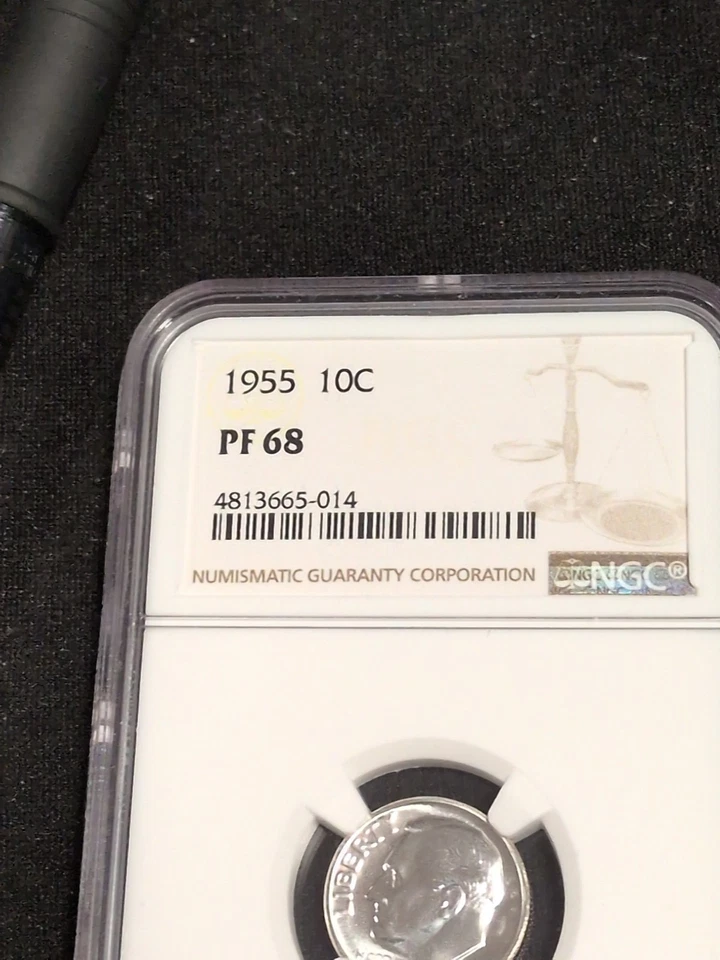 1955 10C
PF 68
4813665-014
NUMISMATIC GUARANTY CORPORATION
NGC®
LIBERTY